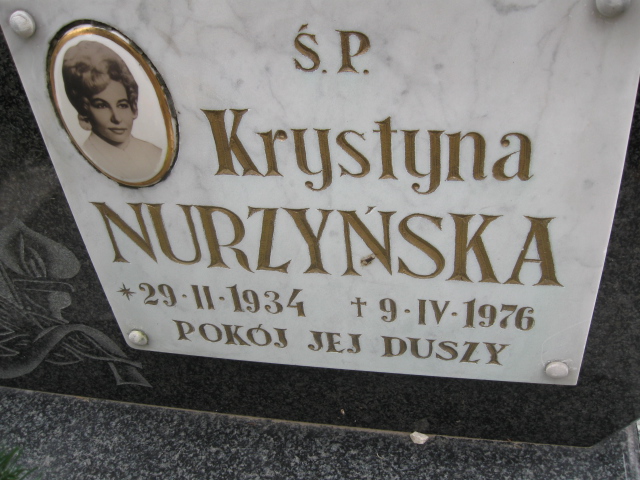 Ś.P.
Krystyna
NURZYŃSKA
*29·II·1934 †9·IV·1976
POKÓJ JEJ DUSZY